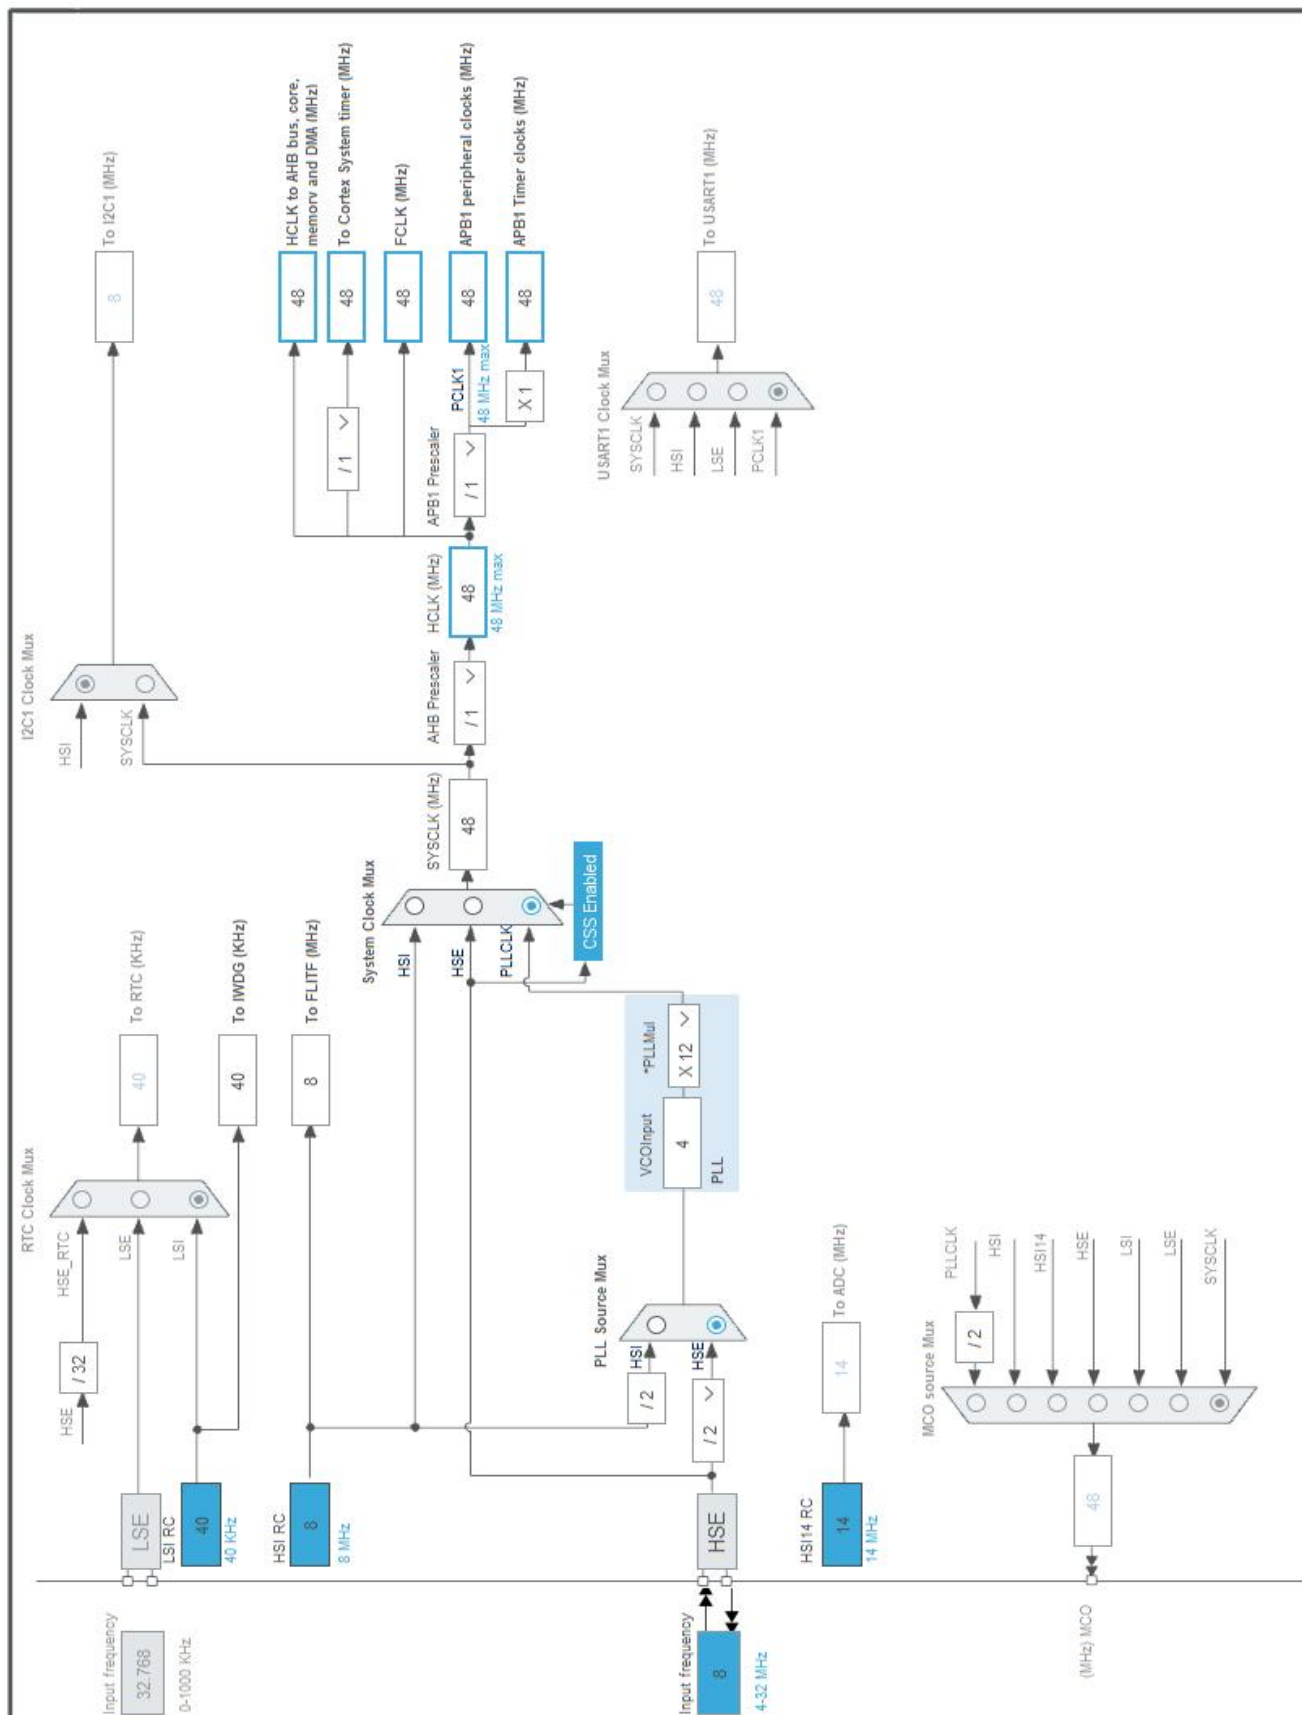 RTC Clock Mux
HSE
/ 32
HSE_RTC
Input frequency
32.768
0-1000 KHz
LSE
LSE
To RTC (KHz)
40
LSI RC
40
40 KHz
LSI
To IWDG (KHz)
40
HSI RC
8
8 MHz
To FLITF (MHz)
8
I2C1 Clock Mux
HSI
SYSCLK
To I2C1 (MHz)
8
System Clock Mux
HSI
HSE
PLLCLK
CSS Enabled
SYSCLK (MHz)
48
AHB Prescaler
/ 1
HCLK (MHz)
48
48 MHz max
HCLK to AHB bus, core,
memory and DMA (MHz)
48
/ 1
48
To Cortex System timer (MHz)
48
FCLK (MHz)
APB1 Prescaler
/ 1
PCLK1
48 MHz max
48
APB1 peripheral clocks (MHz)
X 1
48
APB1 Timer clocks (MHz)
PLL Source Mux
/ 2
HSI
Input frequency
8
4-32 MHz
HSE
/ 2
HSE
VCOInput
4
*PLLMul
X 12
PLL
USART1 Clock Mux
SYSCLK
HSI
LSE
PCLK1
48
To USART1 (MHz)
HSI14 RC
14
14 MHz
14
To ADC (MHz)
MCO source Mux
(MHz) MCO
48
/ 2
PLLCLK
HSI
HSI14
HSE
LSI
LSE
SYSCLK